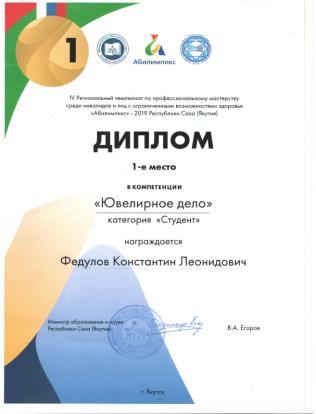 1
Абилимпикс
IV Региональный чемпионат по профессиональному мастерству
среди инвалидов и лиц с ограниченными возможностями здоровье
«Абилимпикс» - 2019 Республики Саха (Якутия)
ДИПЛОМ
1-е место
В КОМПЕТЕНЦИИ
«Ювелирное дело»
категория «Студент»
награждается
Федулов Константин Леонидович
Министр образования и науки
Республики Саха (Якутия)
В.А. Егоров
г. Якутск